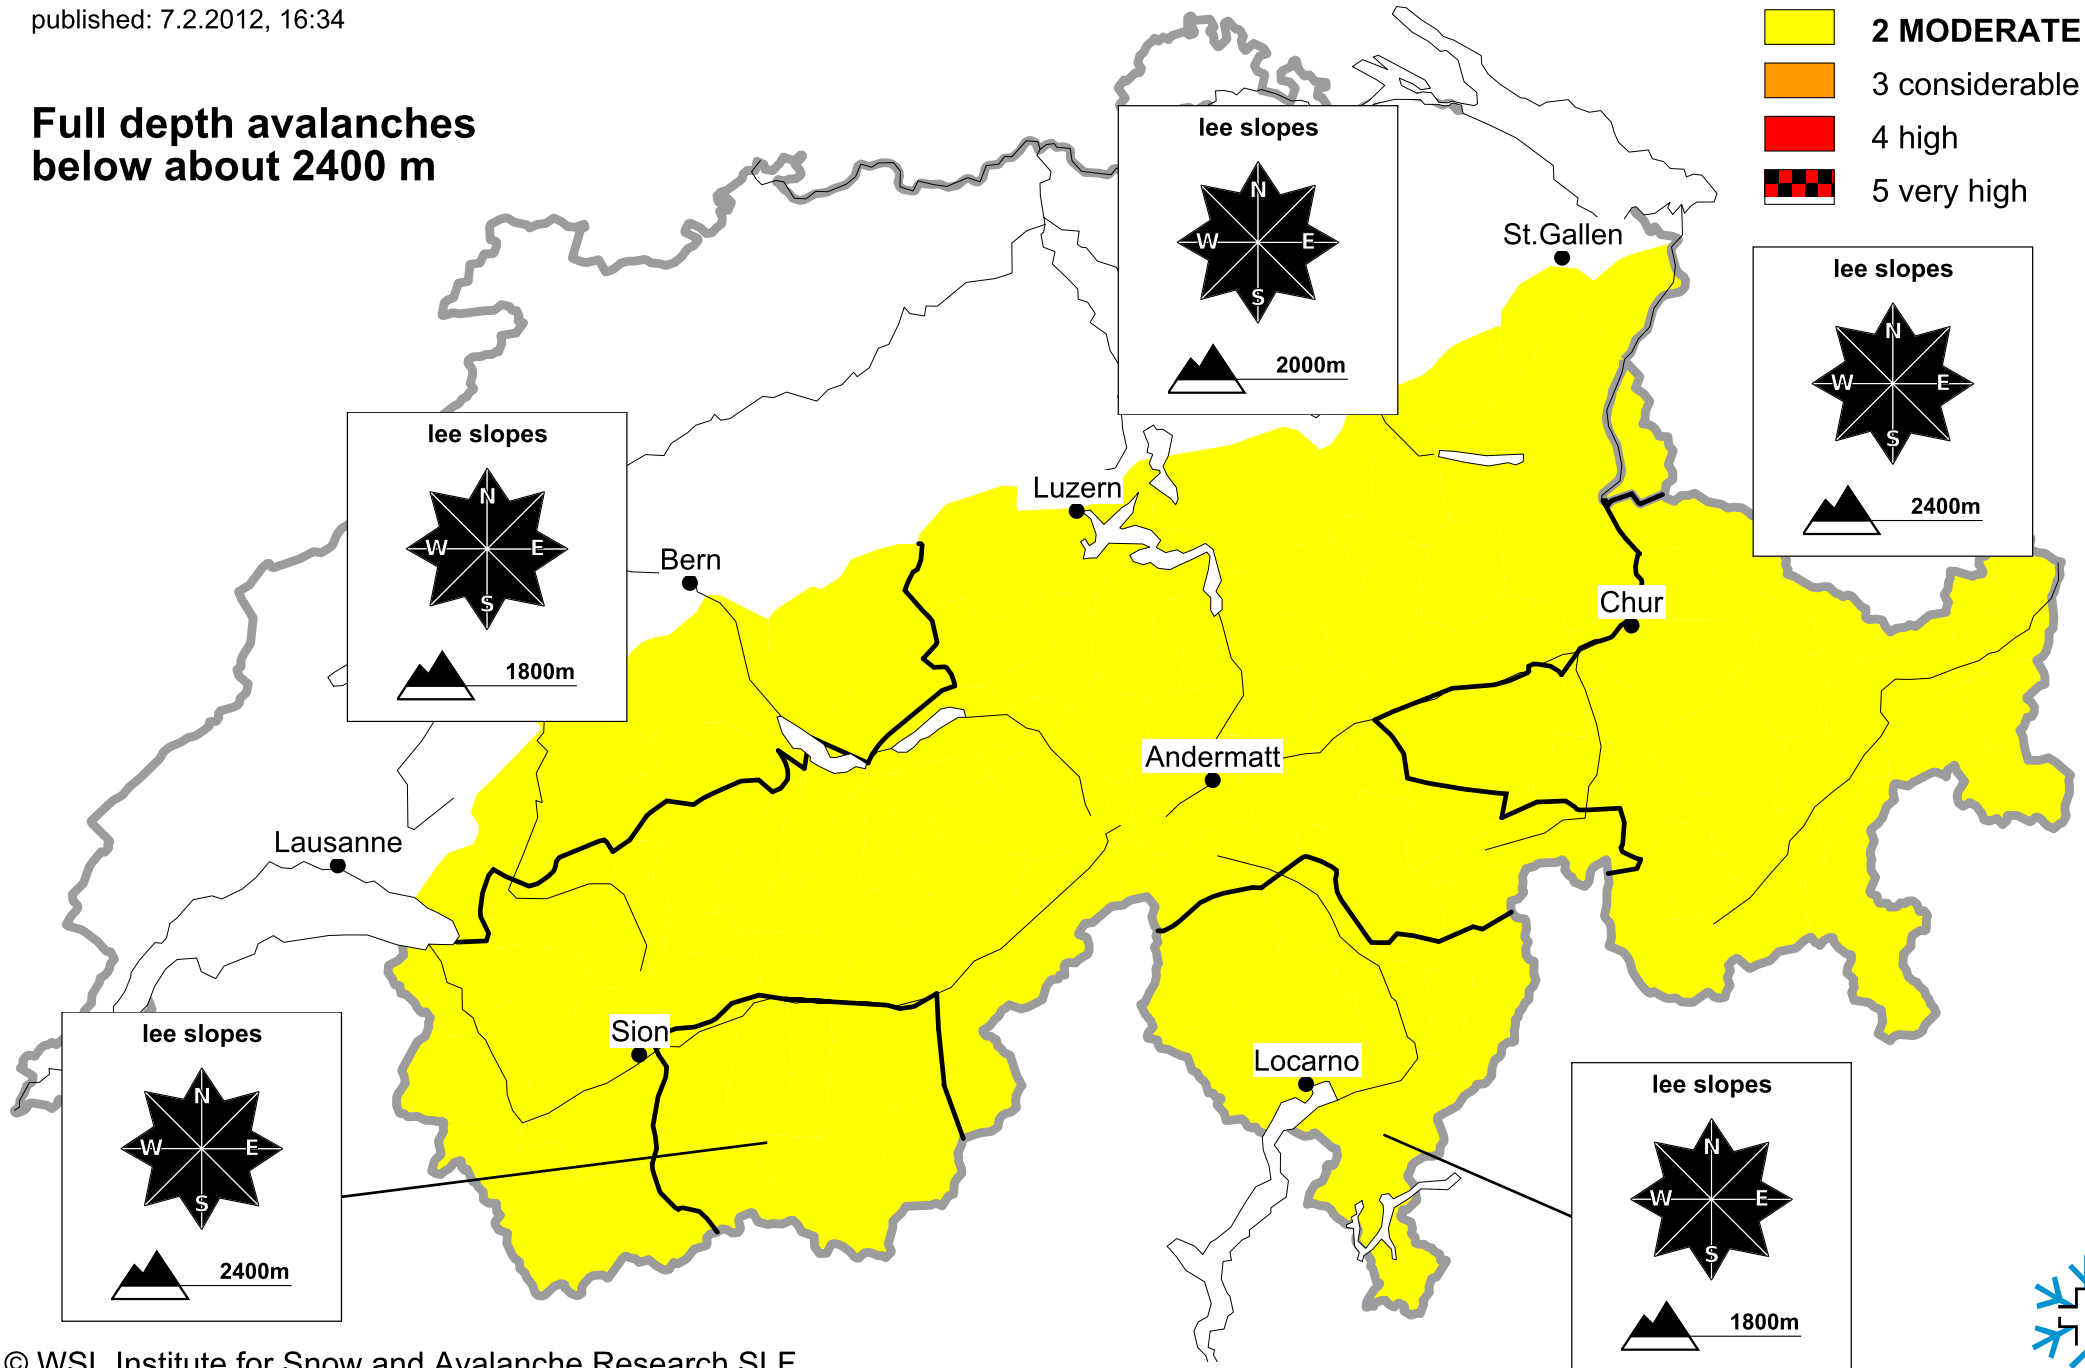 published: 7.2.2012, 16:34
2 MODERATE
3 considerable
4 high
5 very high
Full depth avalanches
below about 2400 m
lee slopes
N
W E
S
2000m
St.Gallen
lee slopes
N
W E
S
2400m
lee slopes
N
W E
S
1800m
Luzern
Bern
Chur
Andermatt
Lausanne
Sion
Locarno
lee slopes
N
W E
S
2400m
lee slopes
N
W E
S
1800m
© WSL Institute for Snow and Avalanche Research SLF